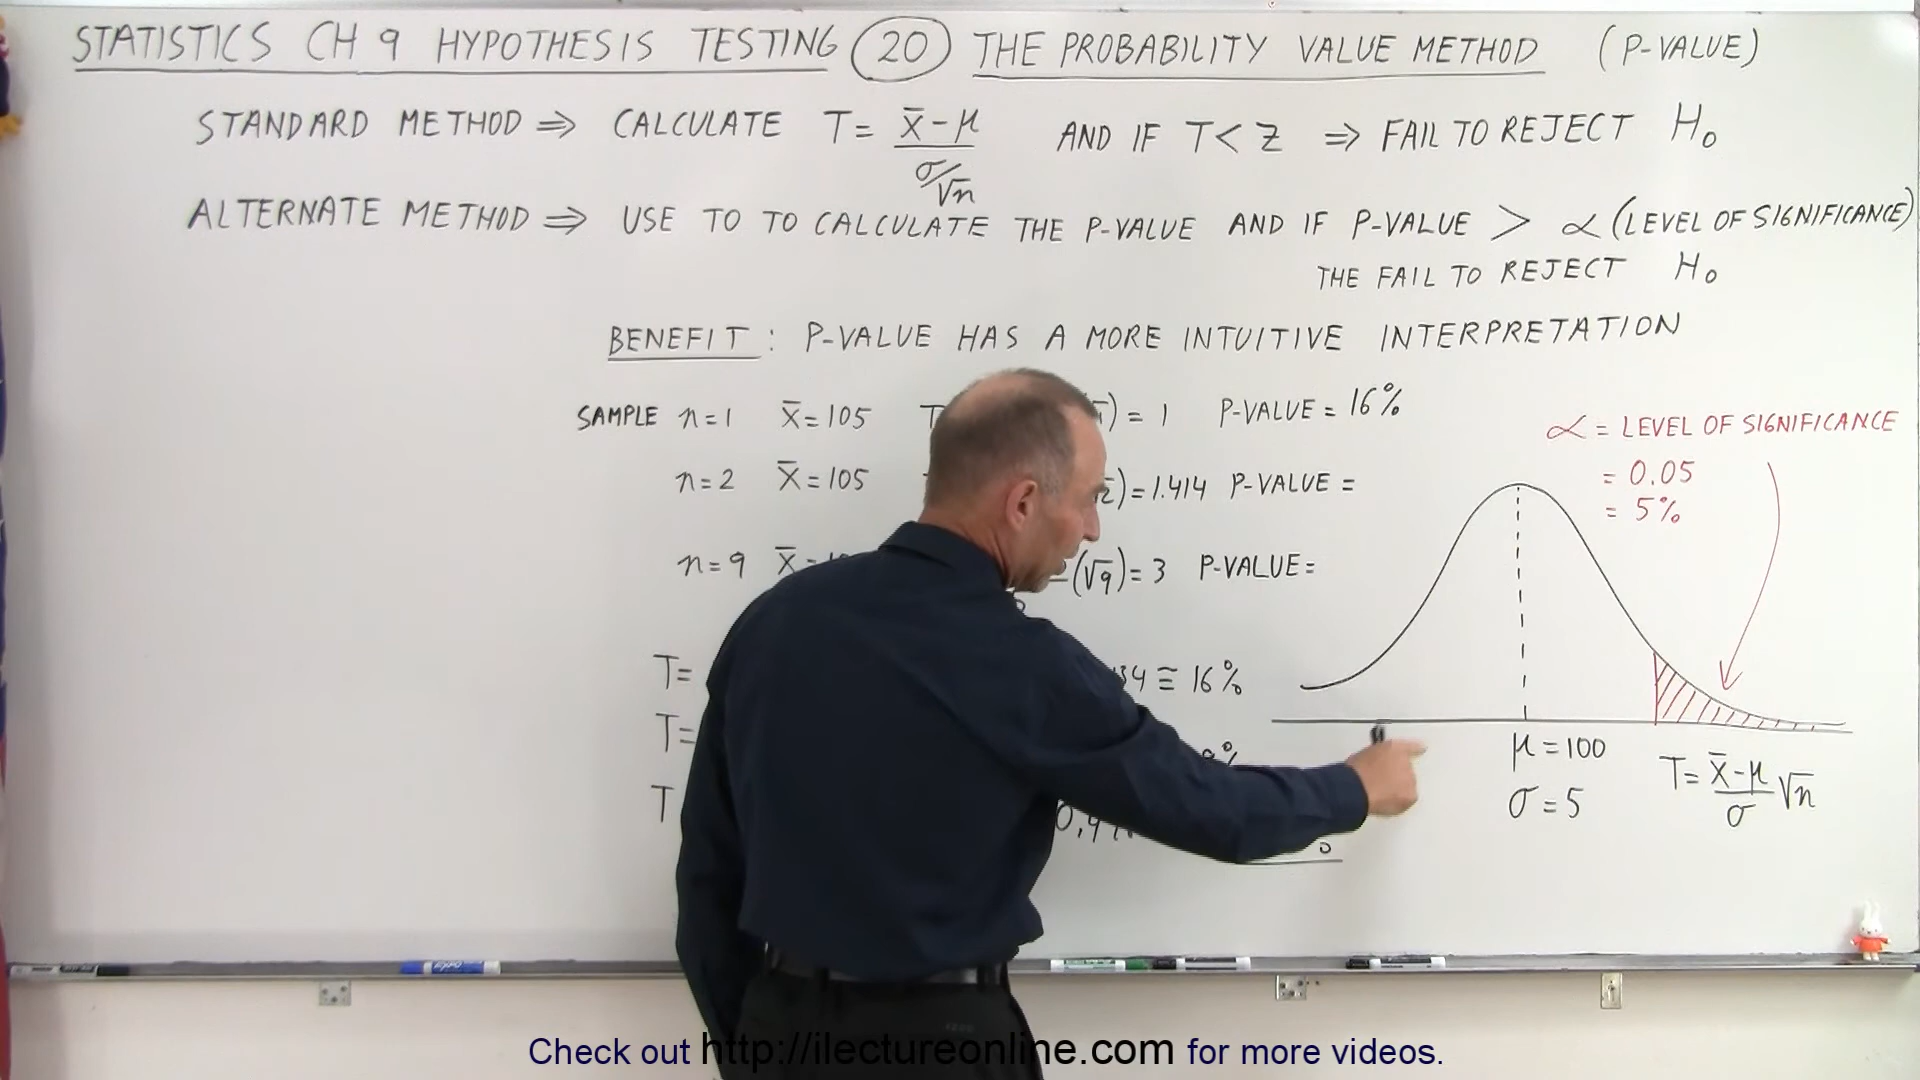 STATISTICS CH 9 HYPOTHESIS TESTING (20) THE PROBABILITY VALUE METHOD (P-VALUE)
STANDARD METHOD ⇒ CALCULATE T= (x̄-μ)/(σ/√n) AND IF T< Z ⇒ FAIL TO REJECT H₀
ALTERNATE METHOD ⇒ USE TO TO CALCULATE THE P-VALUE AND IF P-VALUE > α (LEVEL OF SIGNIFICANCE)
THE FAIL TO REJECT H₀
BENEFIT: P-VALUE HAS A MORE INTUITIVE INTERPRETATION
SAMPLE n=1 x̄=105 T ) = 1 P-VALUE = 16%
n=2 x̄=105 )=1.414 P-VALUE =
n=9 x̄= (√9)=3 P-VALUE=
T= 34 ≅ 16%
T= %
T
α = LEVEL OF SIGNIFICANCE
= 0.05
= 5%
μ=100
σ=5
T= (x̄-μ)/σ √n
Check out http://ilectureonline.com for more videos.